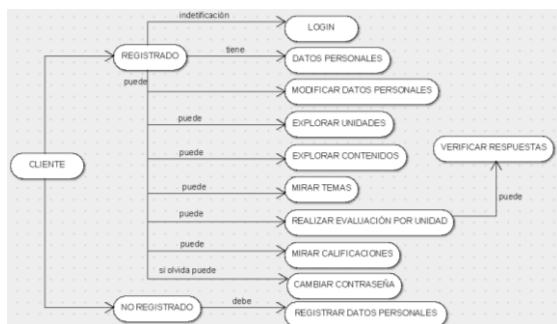 indetificación
LOGIN
REGISTRADO
tiene
DATOS PERSONALES
puede
MODIFICAR DATOS PERSONALES
puede
EXPLORAR UNIDADES
VERIFICAR RESPUESTAS
puede
EXPLORAR CONTENIDOS
CLIENTE
puede
MIRAR TEMAS
puede
puede
REALIZAR EVALUACIÓN POR UNIDAD
puede
MIRAR CALIFICACIONES
si olvida puede
CAMBIAR CONTRASEÑA
NO REGISTRADO
debe
REGISTRAR DATOS PERSONALES